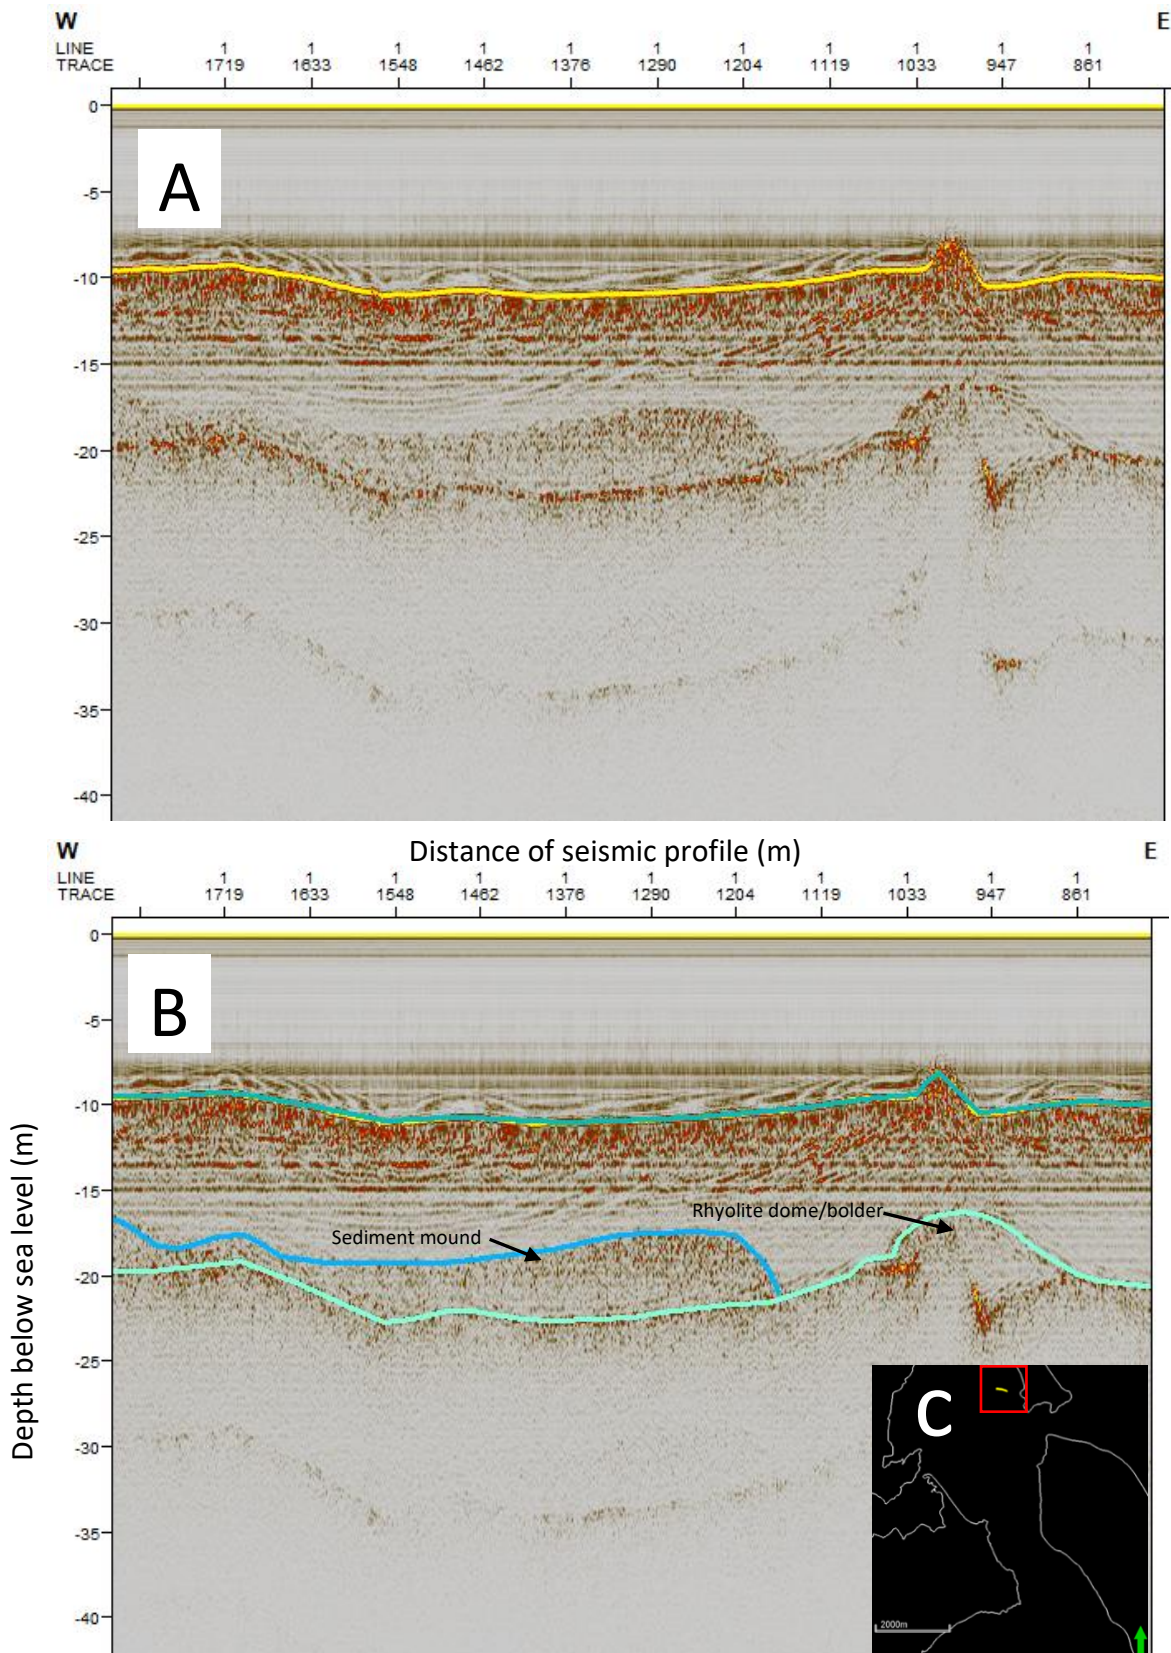 W E
LINE 1 1 1 1 1 1 1 1 1 1 1
TRACE 1719 1633 1548 1462 1376 1290 1204 1119 1033 947 861
0
A
-5
-10
-15
-20
-25
-30
-35
-40
Distance of seismic profile (m)
W E
LINE 1 1 1 1 1 1 1 1 1 1 1
TRACE 1719 1633 1548 1462 1376 1290 1204 1119 1033 947 861
Depth below sea level (m)
0
B
-5
-10
-15
Rhyolite dome/bolder
Sediment mound
-20
-25
C
-30
-35
-40
2000m